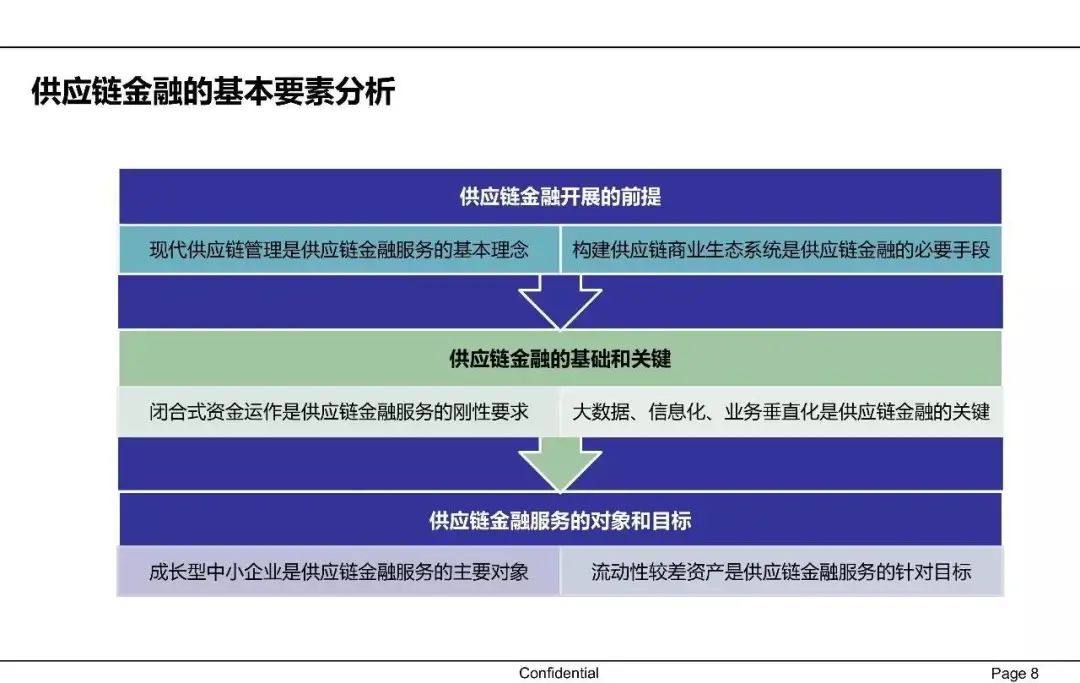 供应链金融的基本要素分析
供应链金融开展的前提
现代供应链管理是供应链金融服务的基本理念
构建供应链商业生态系统是供应链金融的必要手段
供应链金融的基础和关键
闭合式资金运作是供应链金融服务的刚性要求
大数据、信息化、业务垂直化是供应链金融的关键
供应链金融服务的对象和目标
成长型中小企业是供应链金融服务的主要对象
流动性较差资产是供应链金融服务的针对目标
Confidential
Page 8